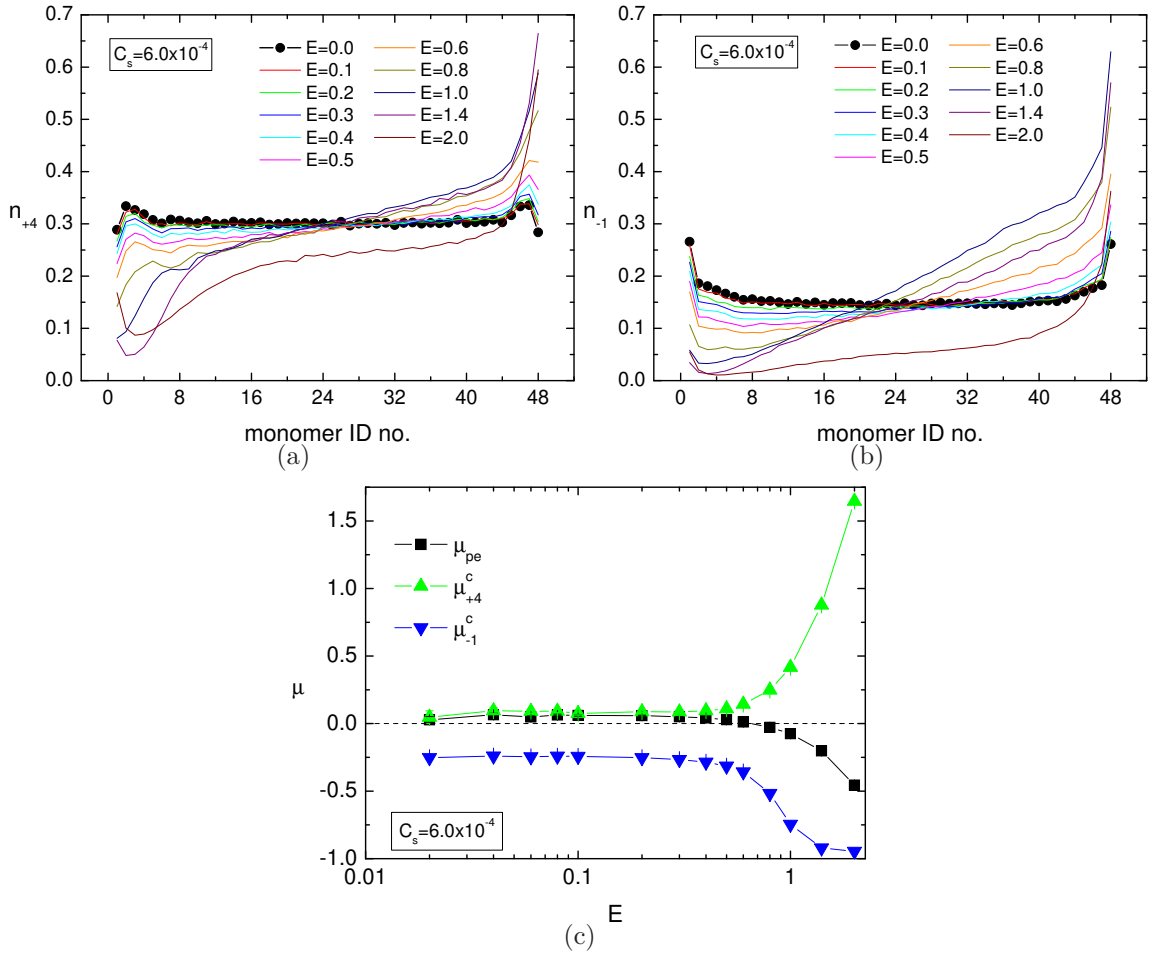 0.7
0.6
0.5
0.4
0.3
0.2
0.1
0.0
n+4
C_s=6.0x10^-4
E=0.0
E=0.1
E=0.2
E=0.3
E=0.4
E=0.5
E=0.6
E=0.8
E=1.0
E=1.4
E=2.0
0 8 16 24 32 40 48
monomer ID no.
(a)
0.7
0.6
0.5
0.4
0.3
0.2
0.1
0.0
n-1
C_s=6.0x10^-4
E=0.0
E=0.1
E=0.2
E=0.3
E=0.4
E=0.5
E=0.6
E=0.8
E=1.0
E=1.4
E=2.0
0 8 16 24 32 40 48
monomer ID no.
(b)
1.5
1.0
0.5
0.0
-0.5
-1.0
μ
μ_pe
μ^c_+4
μ^c_-1
C_s=6.0x10^-4
0.01 0.1 1
E
(c)